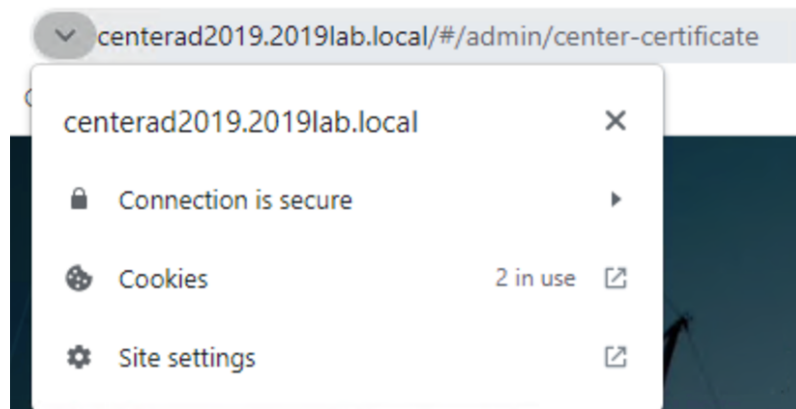 centerad2019.2019lab.local/#/admin/center-certificate
centerad2019.2019lab.local
Connection is secure
Cookies 2 in use
Site settings